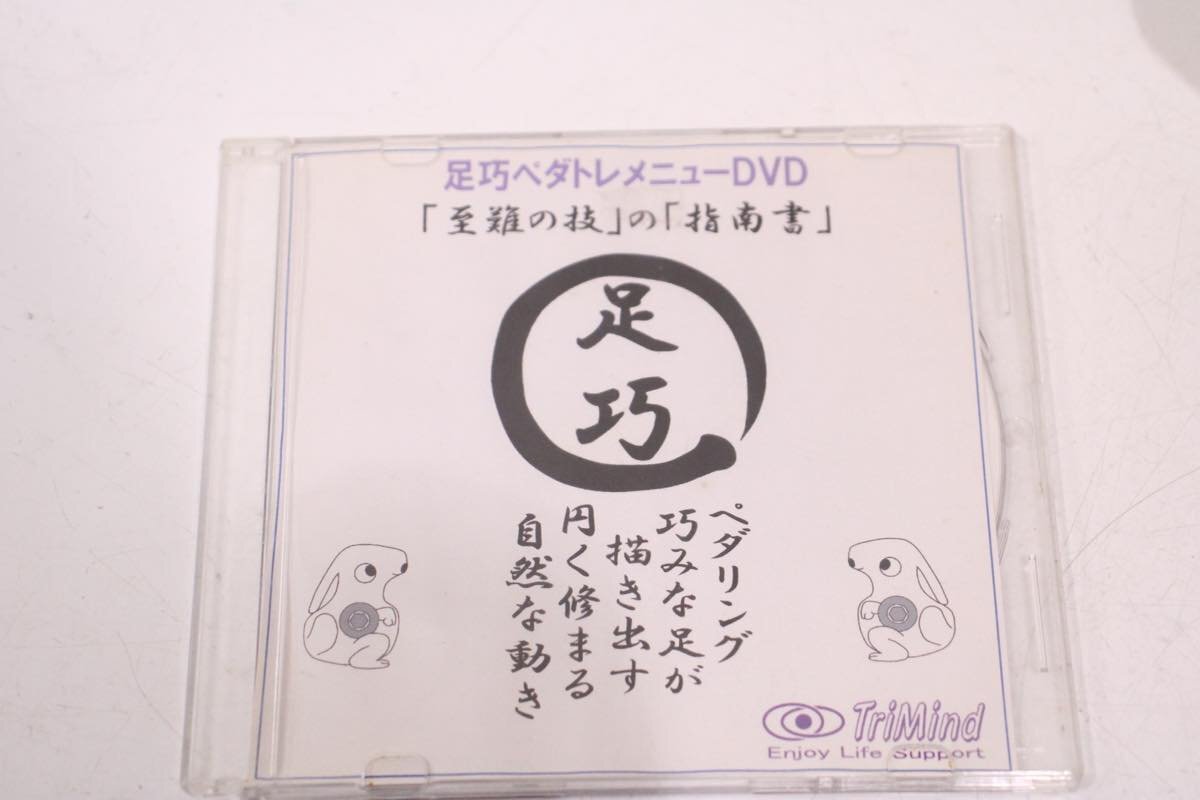 足巧ペダトレメニューDVD
「至難の技」の「指南書」
足
巧
ペダリング
巧みな足が
描き出す
円く修まる
自然な動き
TriMind
Enjoy Life Support